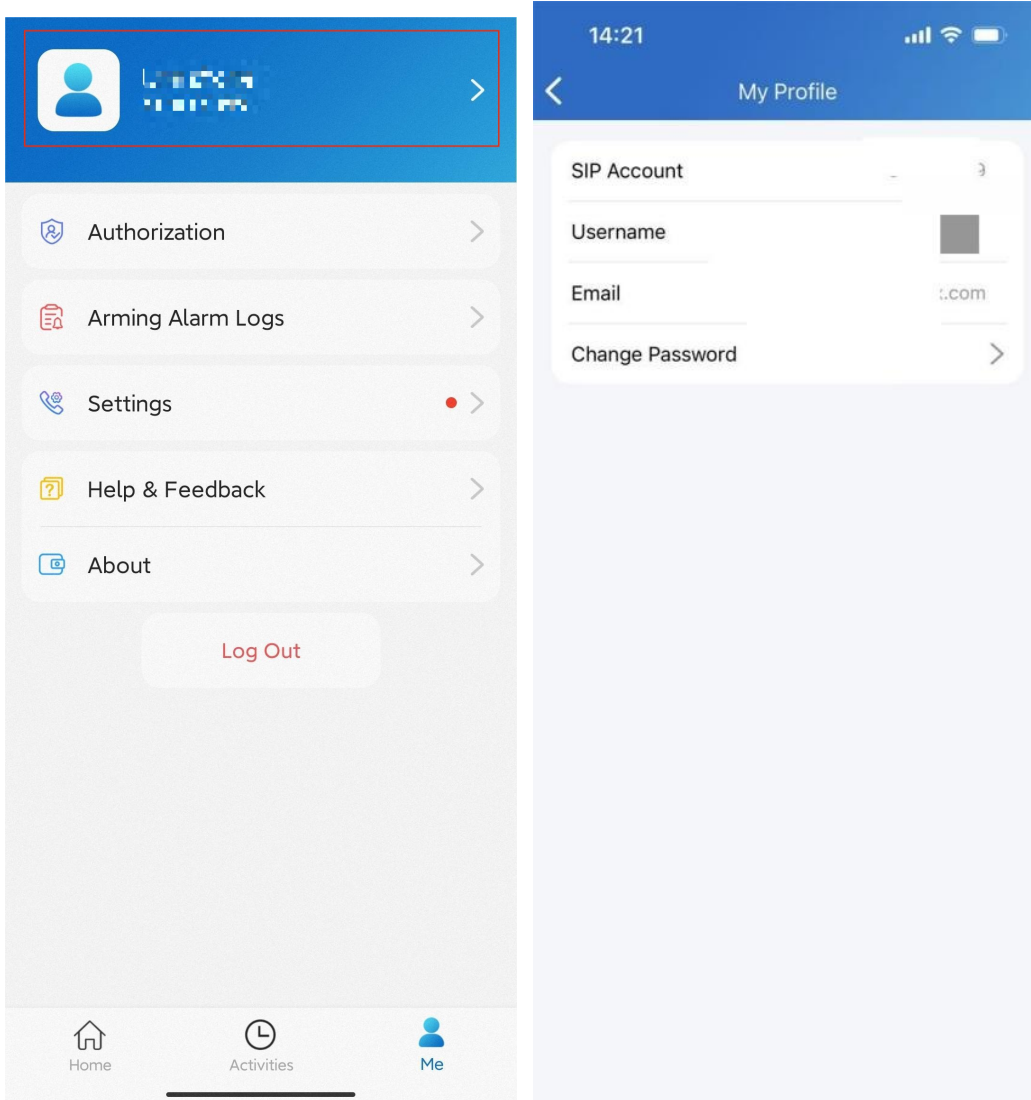 Authorization
Arming Alarm Logs
Settings
Help & Feedback
About
Log Out
Home
Activities
Me
14:21
My Profile
SIP Account
9
Username
Email
.com
Change Password